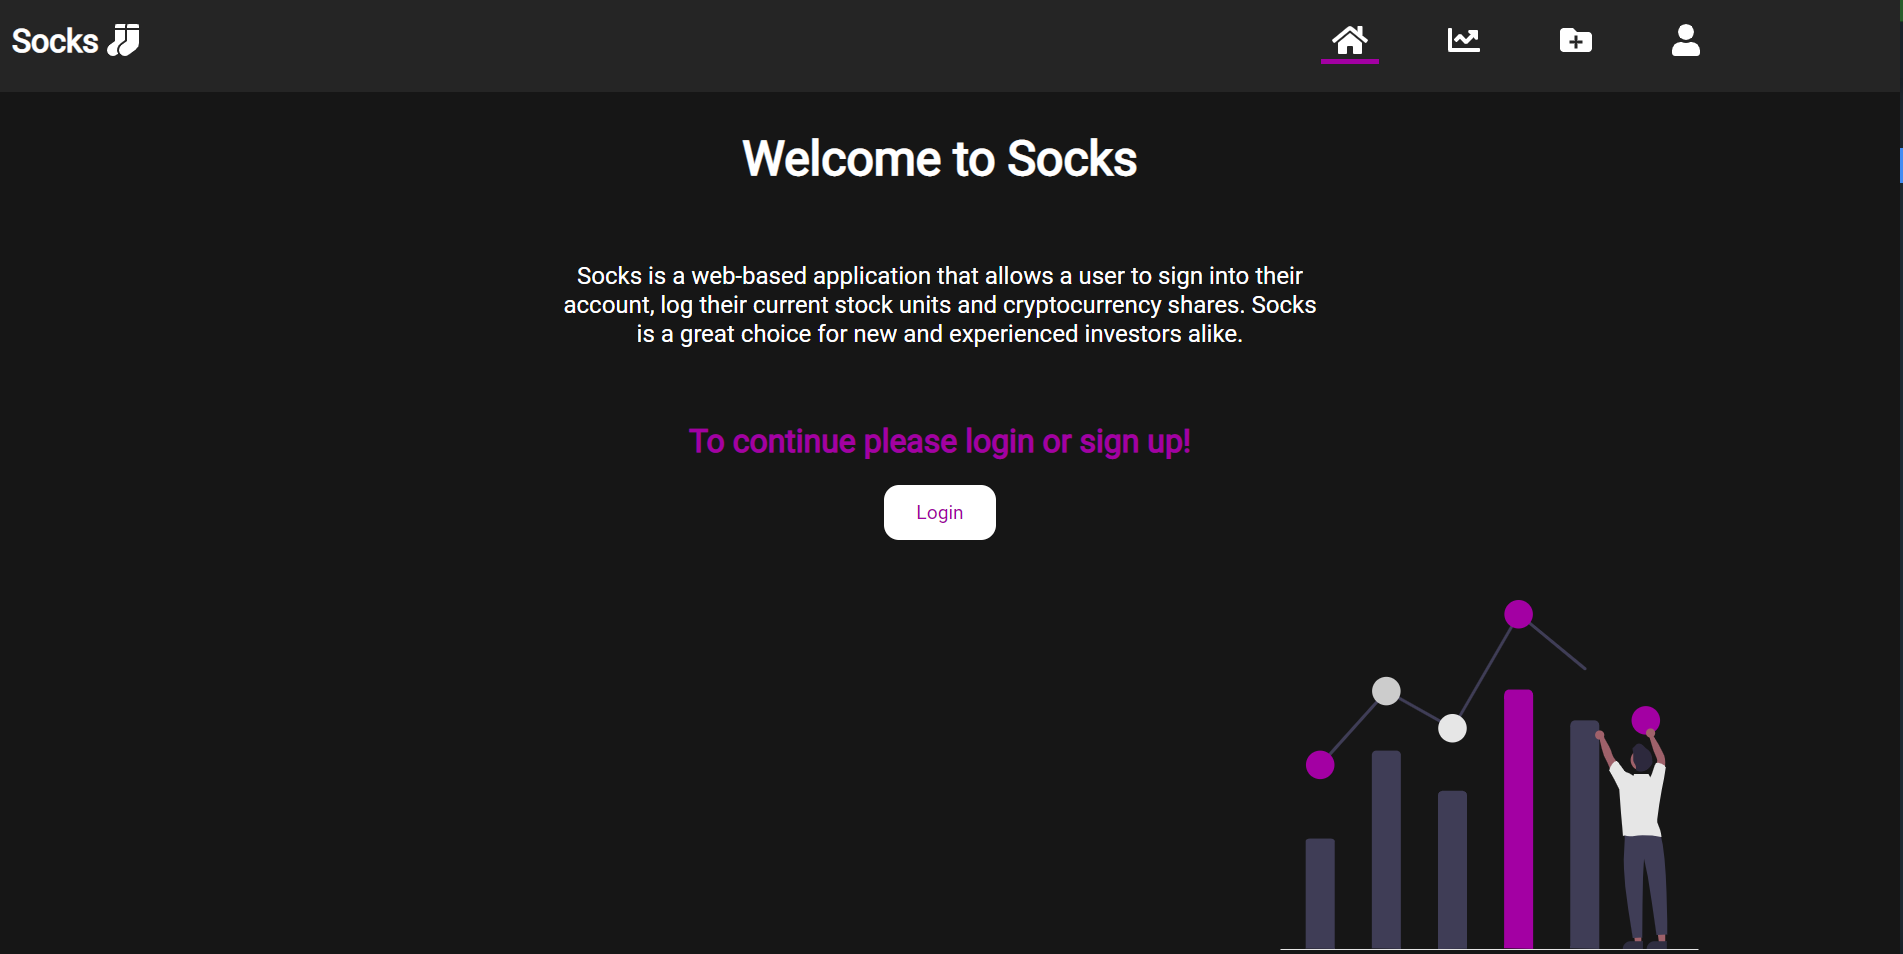 Socks
Welcome to Socks
Socks is a web-based application that allows a user to sign into their
account, log their current stock units and cryptocurrency shares. Socks
is a great choice for new and experienced investors alike.
To continue please login or sign up!
Login